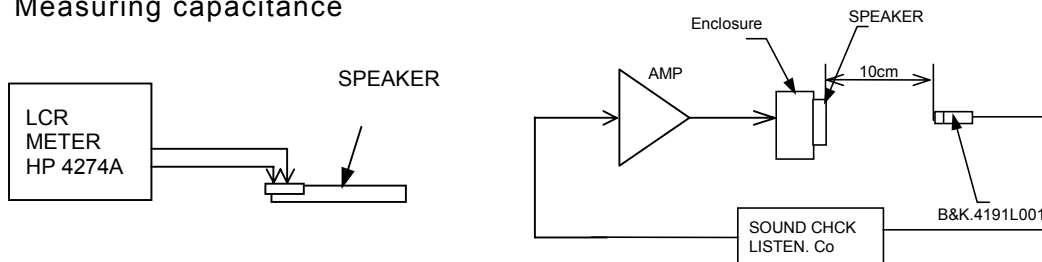 Measuring capacitance
SPEAKER
LCR
METER
HP 4274A
Enclosure
SPEAKER
AMP
10cm
B&K.4191L001
SOUND CHCK
LISTEN. Co